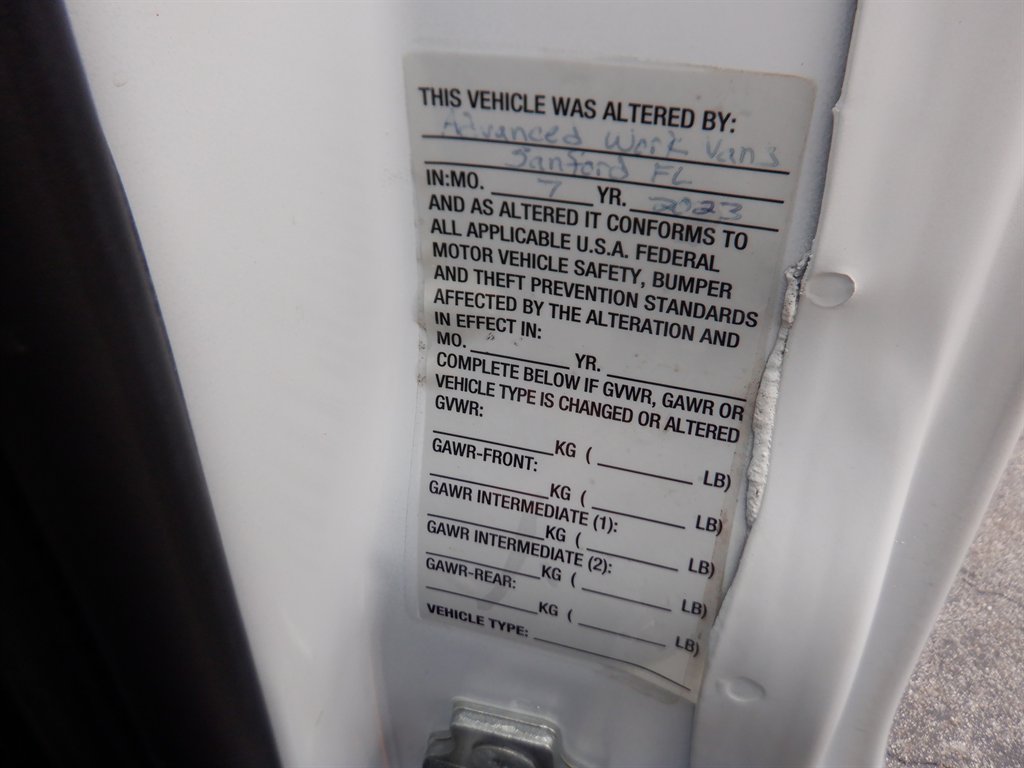 THIS VEHICLE WAS ALTERED BY:
Advanced Work Vans
Sanford FL
IN:MO. 7 YR. 2023
AND AS ALTERED IT CONFORMS TO
ALL APPLICABLE U.S.A. FEDERAL
MOTOR VEHICLE SAFETY, BUMPER
AND THEFT PREVENTION STANDARDS
AFFECTED BY THE ALTERATION AND
IN EFFECT IN:
MO. YR.
COMPLETE BELOW IF GVWR, GAWR OR
VEHICLE TYPE IS CHANGED OR ALTERED
GVWR:
KG ( LB)
GAWR-FRONT:
KG ( LB)
GAWR INTERMEDIATE (1):
KG ( LB)
GAWR INTERMEDIATE (2):
KG ( LB)
GAWR-REAR:
KG ( LB)
VEHICLE TYPE: